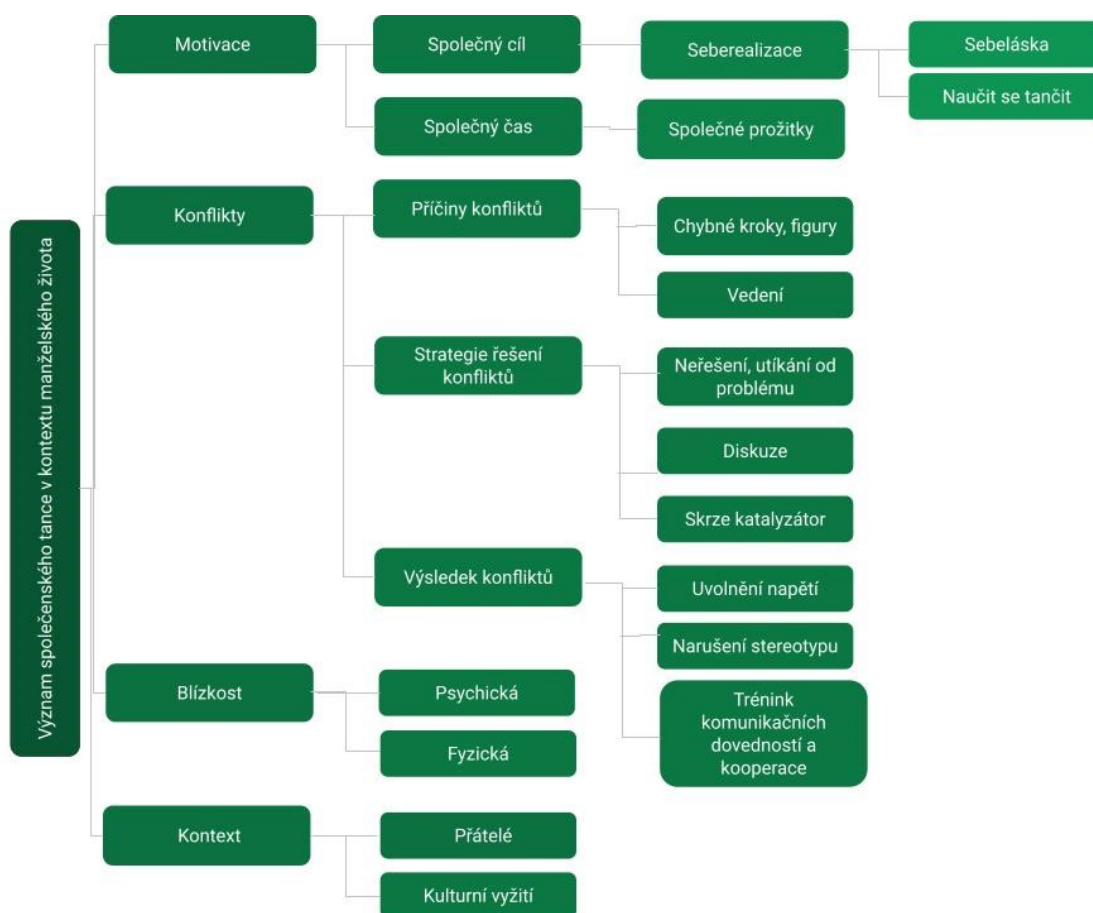 Význam společenského tance v kontextu manželského života
Motivace
Společný cíl
Seberealizace
Sebeláska
Naučit se tančit
Společný čas
Společné prožitky
Konflikty
Příčiny konfliktů
Chybné kroky, figury
Vedení
Strategie řešení
konfliktů
Neřešení, utíkání od
problému
Diskuze
Skrze katalyzátor
Výsledek konfliktů
Uvolnění napětí
Narušení stereotypu
Trénink
komunikačních
dovedností a
kooperace
Blízkost
Psychická
Fyzická
Kontext
Přátelé
Kulturní vyžití